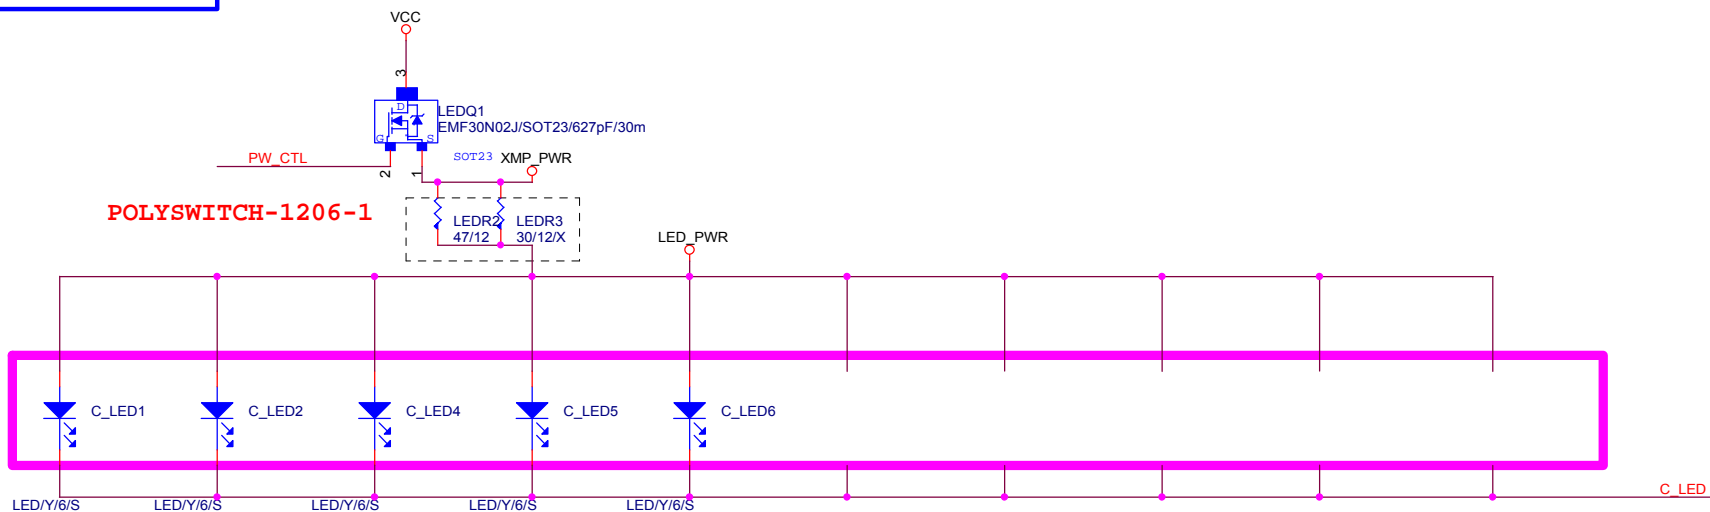 VCC
3
D
LEDQ1
EMF30N02J/SOT23/627pF/30m
G
S
PW_CTL
SOT23
XMP_PWR
2
1
POLYSWITCH-1206-1
LEDR2
47/12
LEDR3
30/12/X
LED_PWR
C_LED1
C_LED2
C_LED4
C_LED5
C_LED6
C_LED
LED/Y/6/S
LED/Y/6/S
LED/Y/6/S
LED/Y/6/S
LED/Y/6/S